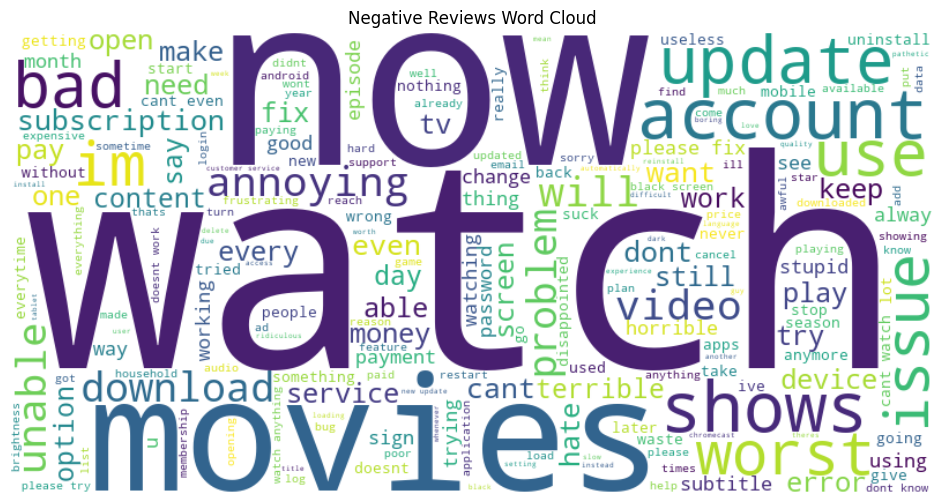 Negative Reviews Word Cloud
getting
open
make
now
useless
uninstall
month
start
android
didnt
well
mean
update
pathetic
bad
need
cant even
wont
year
episode
nothing
already
really
think
week
find
much
mobile
available
put
data
subscription
fix
paying
tv
account
come
boring
love
expensive
sometime
login
good
new
hard
support
updated
email
sorry
reinstall
please fix
quality
use
pay
im
say
without
customer service
automatically
difficult
ill
star
install
one
content
annoying
reach
change
thing
back
black screen
will
want
work
awful
see
downloaded
keep
add
thats
turn
frustrating
wrong
suck
price
language
never
showing
alway
know
watch
everytime
everything
doesnt work
delete
due
every
worth
even
game
watching
password
screen
problem
disappointed
dont
dark
cancel
playing
stupid
unable
tablet
tried
access
day
still
experience
plan
stop
season
play
issue
made
user
working
people
ad
ridiculous
able
money
reason
feature
go
video
guy
try
cant watch lot
way
household
audio
payment
horrible
apps
another
anymore
option
got
download
something
paid
restart
cant
terrible
used
anything
take
device
brightness
list
u
membership
movies
service
new update
ive
shows
opening
watch anything
loading
bug
sign
trying
application
whenever
hate
later
chromecast
theres
going
title
log
poor
doesnt
load
slow
waste
please
times
worst
using
give
please try
setting
instead
black
help
subtitle
error
dont know